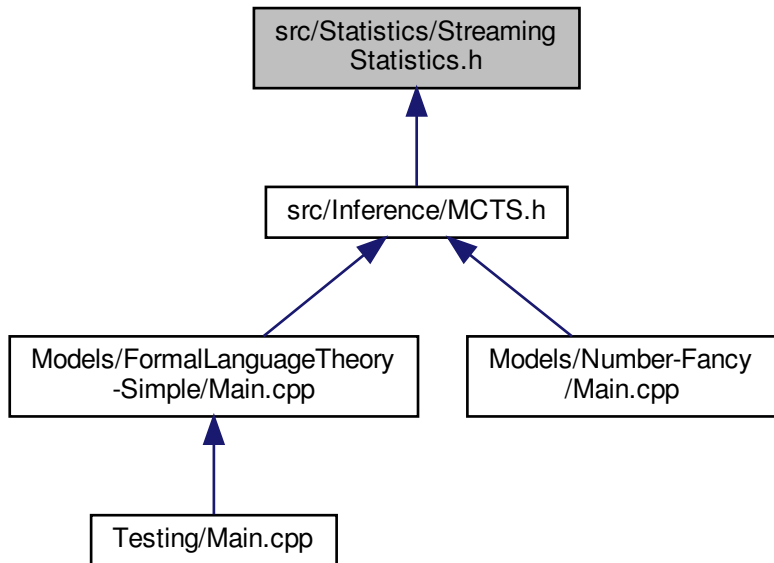 src/Statistics/Streaming
Statistics.h
src/Inference/MCTS.h
Models/FormalLanguageTheory
-Simple/Main.cpp
Models/Number-Fancy
/Main.cpp
Testing/Main.cpp